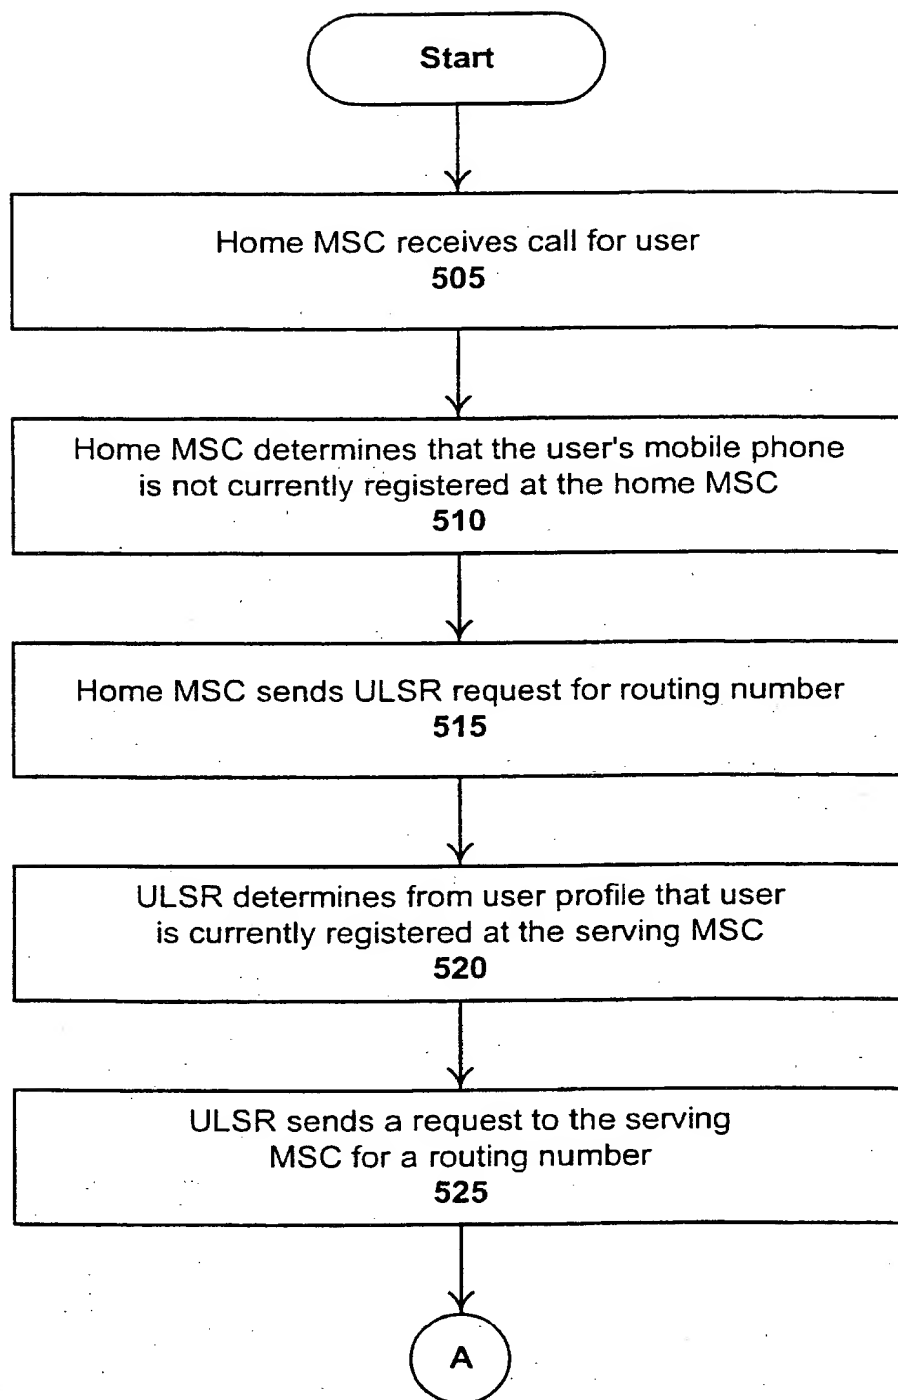 Start
Home MSC receives call for user
505
Home MSC determines that the user's mobile phone
is not currently registered at the home MSC
510
Home MSC sends ULSR request for routing number
515
ULSR determines from user profile that user
is currently registered at the serving MSC
520
ULSR sends a request to the serving
MSC for a routing number
525
A